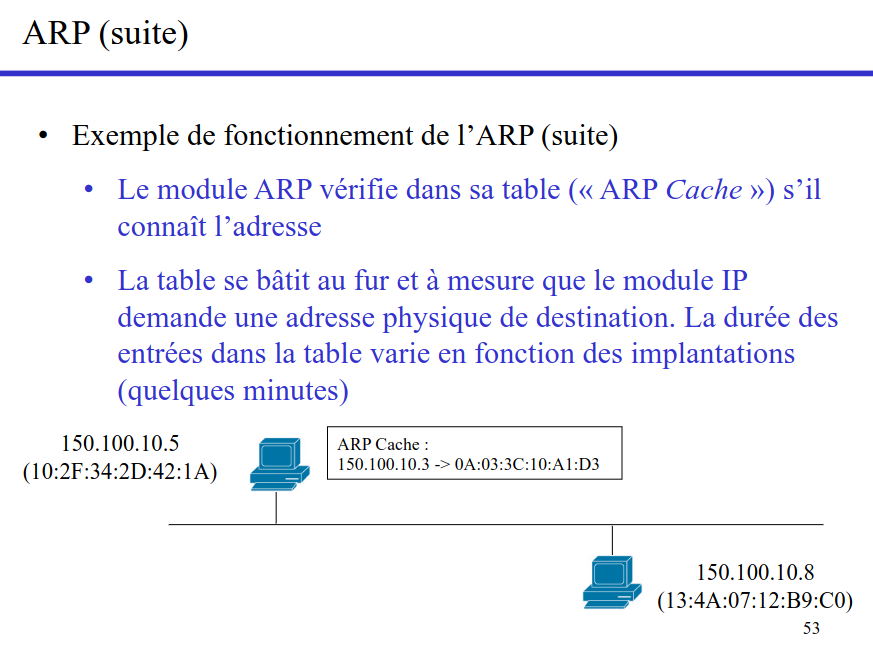 ARP (suite)
• Exemple de fonctionnement de l’ARP (suite)
• Le module ARP vérifie dans sa table (« ARP Cache ») s’il
connaît l’adresse
• La table se bâtit au fur et à mesure que le module IP
demande une adresse physique de destination. La durée des
entrées dans la table varie en fonction des implantations
(quelques minutes)
150.100.10.5
(10:2F:34:2D:42:1A)
ARP Cache :
150.100.10.3 -> 0A:03:3C:10:A1:D3
150.100.10.8
(13:4A:07:12:B9:C0)
53